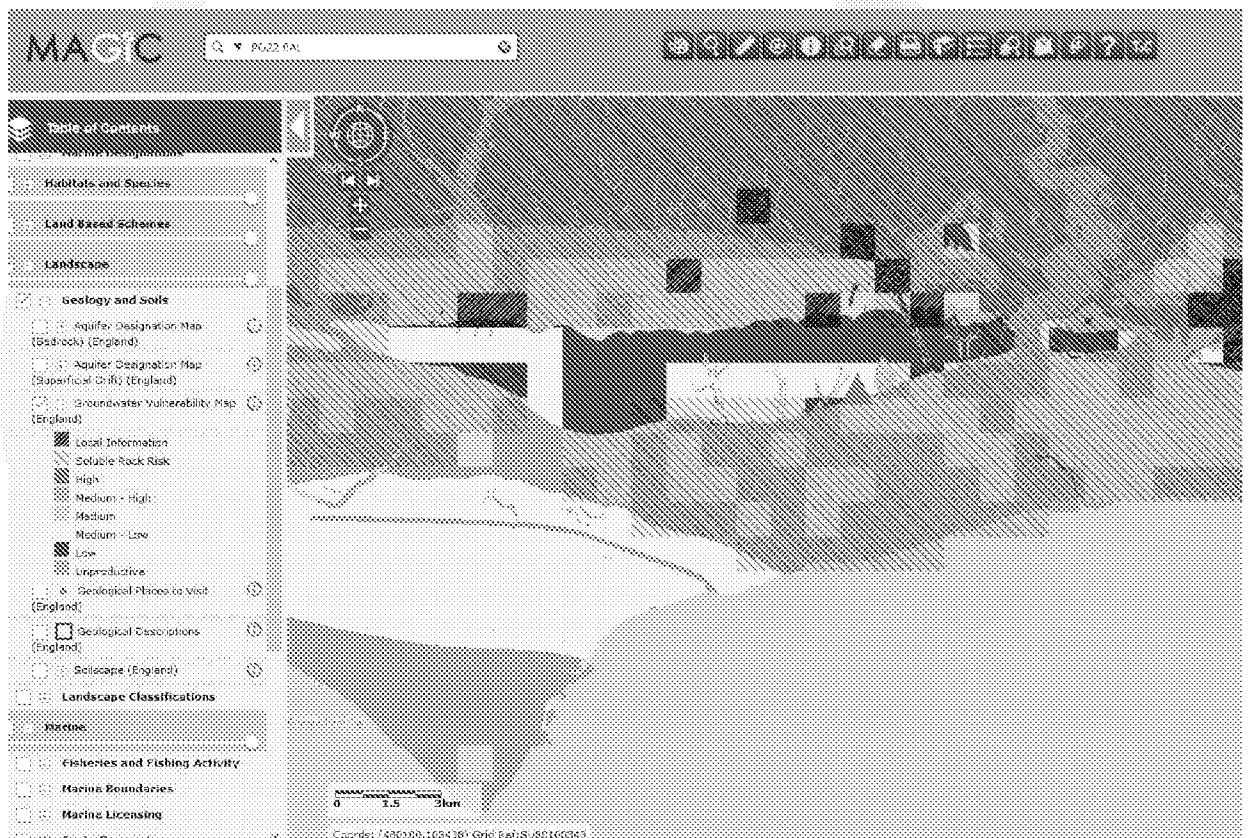 MAGiC
Table of Contents
Marine Designations
Habitats and Species
Land Based Schemes
Landscape
Geology and Soils
Aquifer Designation Map
(Bedrock) (England)
Aquifer Designation Map
(Superficial Drift) (England)
Groundwater Vulnerability Map
(England)
Local Information
Soluble Rock Risk
High
Medium - High
Medium
Medium - Low
Low
Unproductive
Geological Places to Visit
(England)
Geological Descriptions
(England)
Soilscape (England)
Landscape Classifications
Marine
Fisheries and Fishing Activity
Marine Boundaries
Marine Licensing
0 1.5 3km